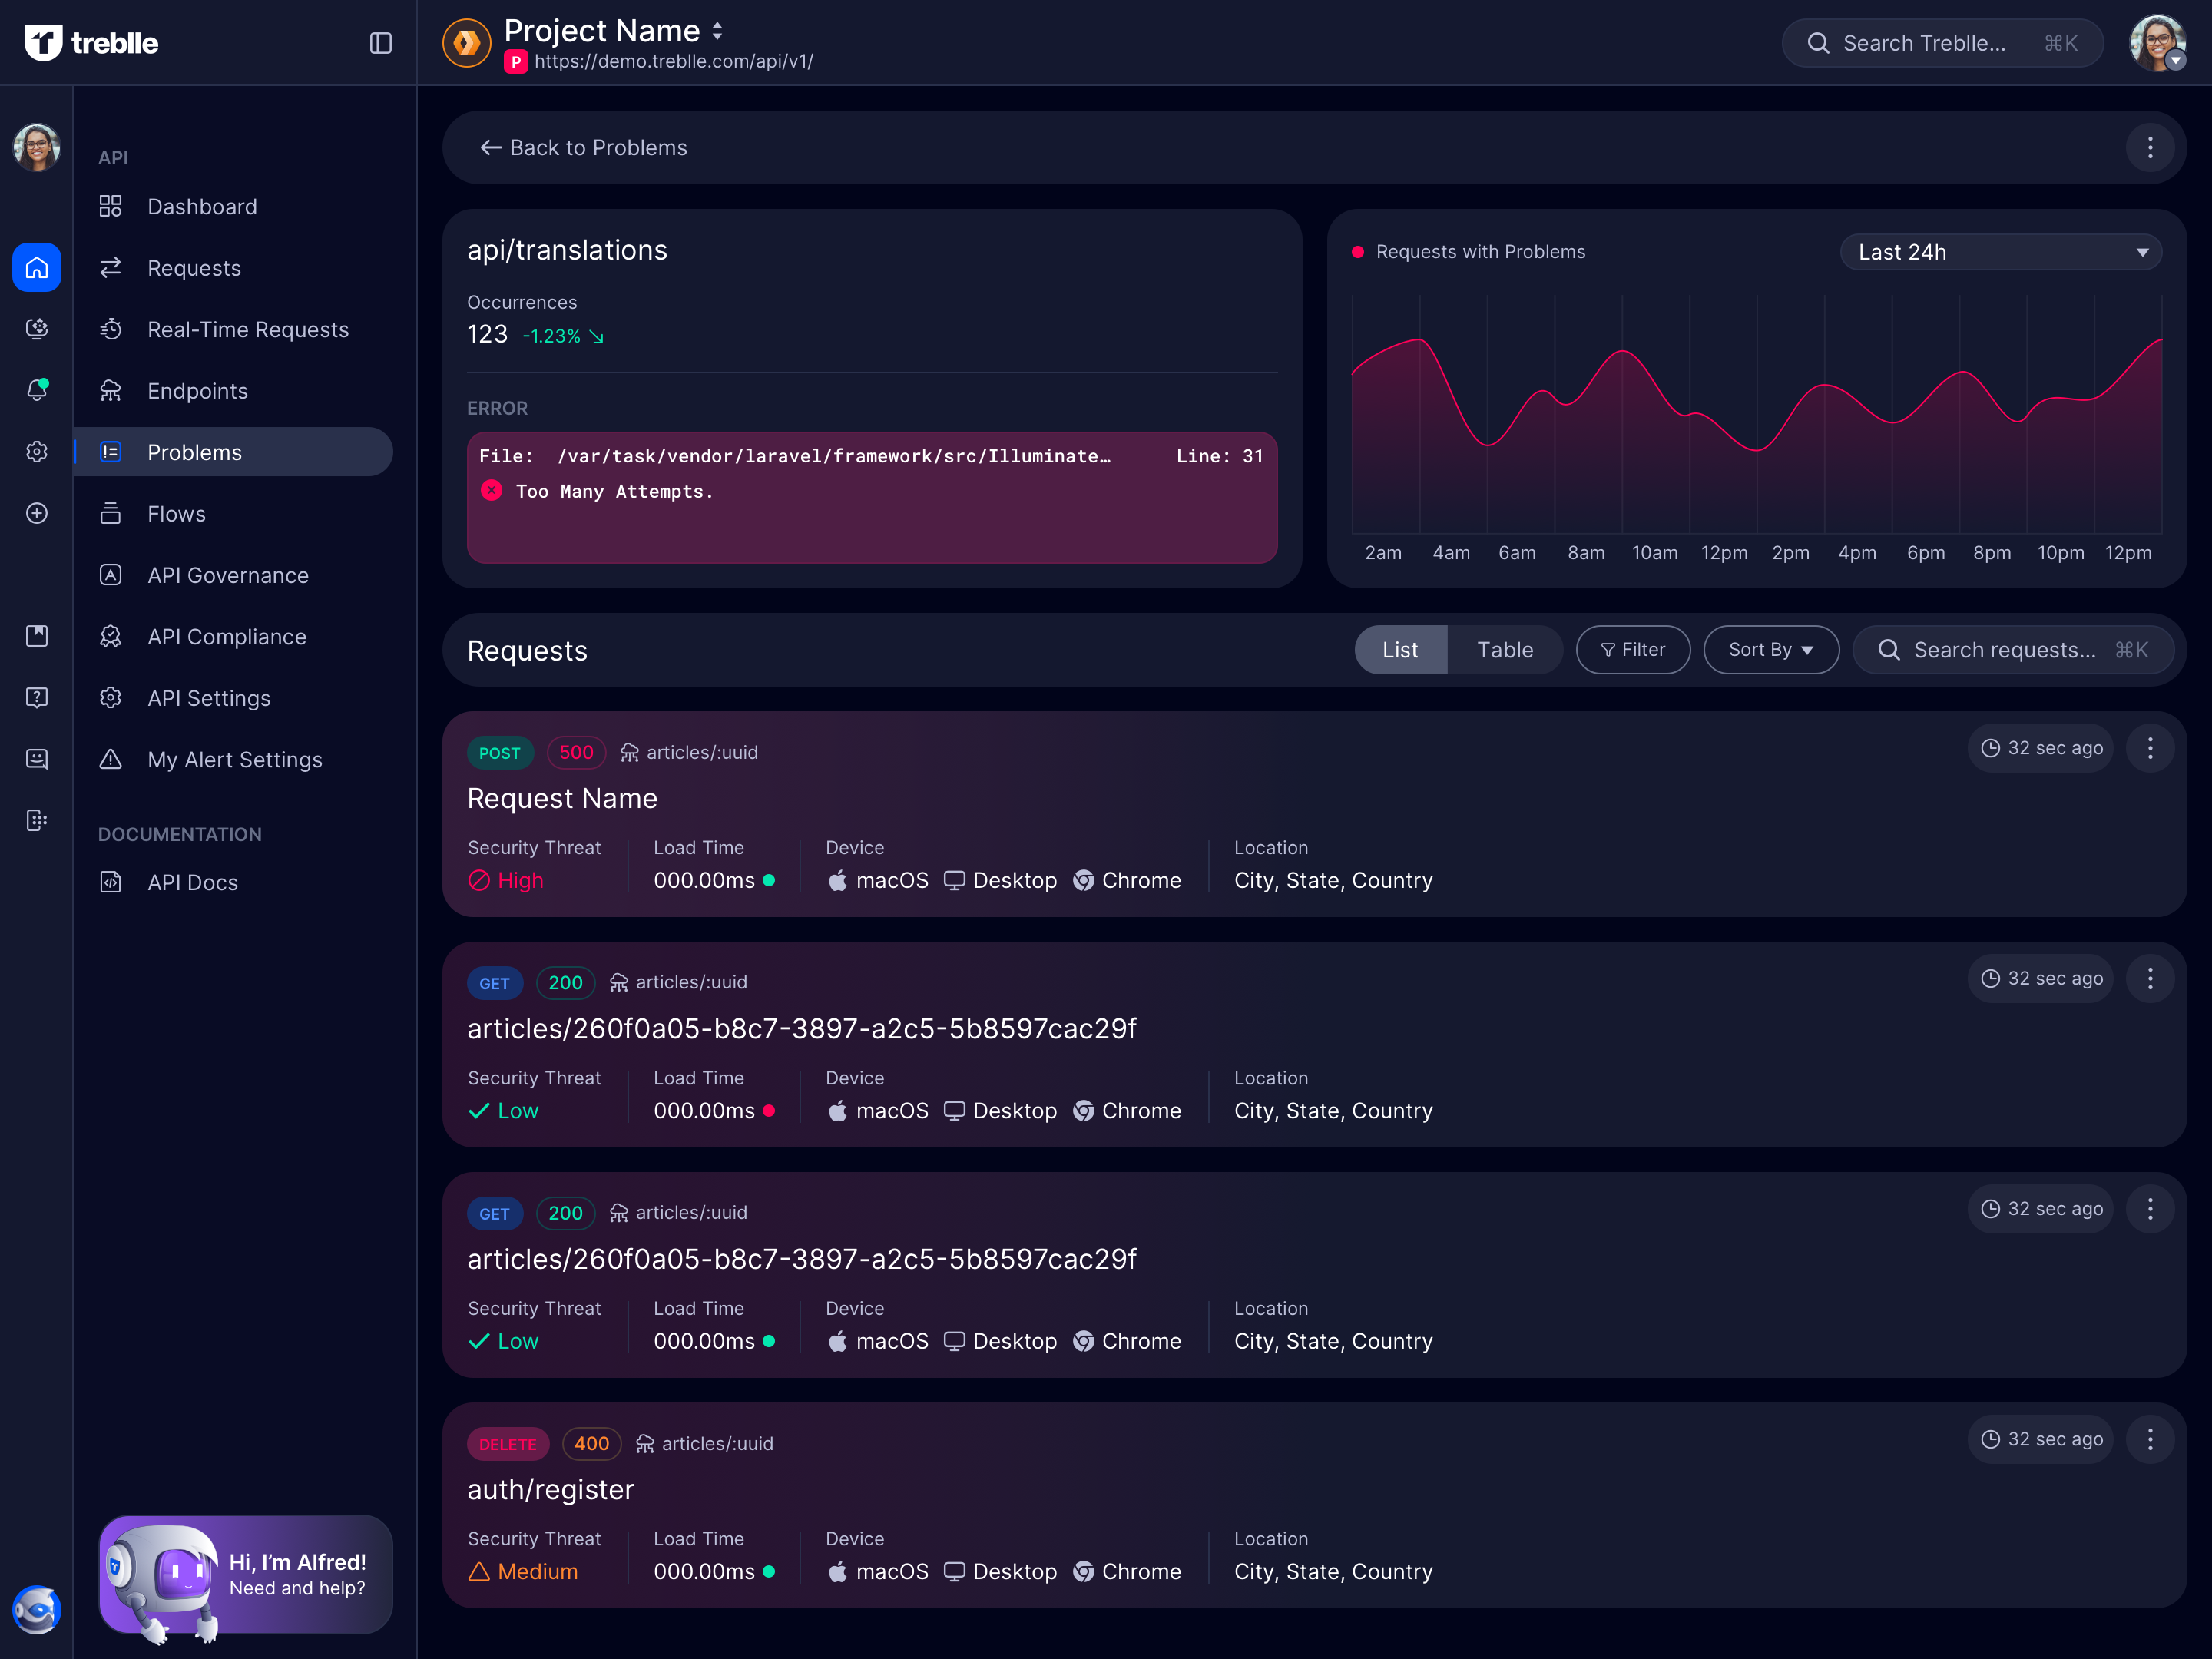 treblle
Project Name
P https://demo.treblle.com/api/v1/
Search Treblle... ⌘K
API
Dashboard
Requests
Real-Time Requests
Endpoints
Problems
Flows
API Governance
API Compliance
API Settings
My Alert Settings
DOCUMENTATION
API Docs
Hi, I'm Alfred!
Need and help?
Back to Problems
api/translations
Occurrences
123 -1.23%
ERROR
File: /var/task/vendor/laravel/framework/src/Illuminate… Line: 31
Too Many Attempts.
Requests with Problems
Last 24h
2am 4am 6am 8am 10am 12pm 2pm 4pm 6pm 8pm 10pm 12pm
Requests
List Table Filter Sort By Search requests... ⌘K
POST 500 articles/:uuid 32 sec ago
Request Name
Security Threat Load Time Device Location
High 000.00ms macOS Desktop Chrome City, State, Country
GET 200 articles/:uuid 32 sec ago
articles/260f0a05-b8c7-3897-a2c5-5b8597cac29f
Security Threat Load Time Device Location
Low 000.00ms macOS Desktop Chrome City, State, Country
GET 200 articles/:uuid 32 sec ago
articles/260f0a05-b8c7-3897-a2c5-5b8597cac29f
Security Threat Load Time Device Location
Low 000.00ms macOS Desktop Chrome City, State, Country
DELETE 400 articles/:uuid 32 sec ago
auth/register
Security Threat Load Time Device Location
Medium 000.00ms macOS Desktop Chrome City, State, Country